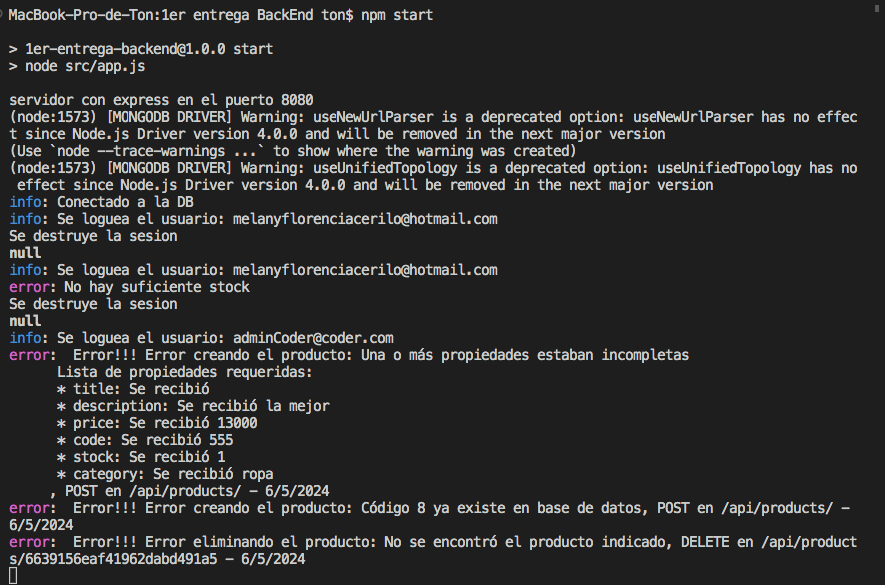 MacBook-Pro-de-Ton:1er entrega BackEnd ton$ npm start
> 1er-entrega-backend@1.0.0 start
> node src/app.js
servidor con express en el puerto 8080
(node:1573) [MONGODB DRIVER] Warning: useNewUrlParser is a deprecated option: useNewUrlParser has no effec
t since Node.js Driver version 4.0.0 and will be removed in the next major version
(Use `node --trace-warnings ...` to show where the warning was created)
(node:1573) [MONGODB DRIVER] Warning: useUnifiedTopology is a deprecated option: useUnifiedTopology has no
 effect since Node.js Driver version 4.0.0 and will be removed in the next major version
info: Conectado a la DB
info: Se loguea el usuario: melanyflorenciacerilo@hotmail.com
Se destruye la sesion
null
info: Se loguea el usuario: melanyflorenciacerilo@hotmail.com
error: No hay suficiente stock
Se destruye la sesion
null
info: Se loguea el usuario: adminCoder@coder.com
error:  Error!!! Error creando el producto: Una o más propiedades estaban incompletas
      Lista de propiedades requeridas:
      * title: Se recibió
      * description: Se recibió la mejor
      * price: Se recibió 13000
      * code: Se recibió 555
      * stock: Se recibió 1
      * category: Se recibió ropa
     , POST en /api/products/ - 6/5/2024
error:  Error!!! Error creando el producto: Código 8 ya existe en base de datos, POST en /api/products/ -
6/5/2024
error:  Error!!! Error eliminando el producto: No se encontró el producto indicado, DELETE en /api/product
s/6639156eaf41962dabd491a5 - 6/5/2024